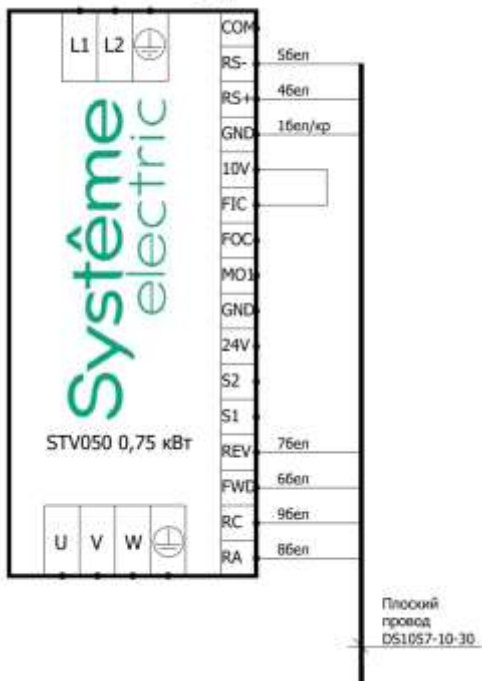 L1 L2
COM
RS- 5бел
RS+ 4бел
GND 1бел/кр
10V
FIC
FOC
MO1
GND
24V
S2
S1
REV 7бел
FWD 6бел
RC 9бел
RA 8бел
Système
electric
STV050 0,75 кВт
U V W
Плоский
провод
DS1057-10-30